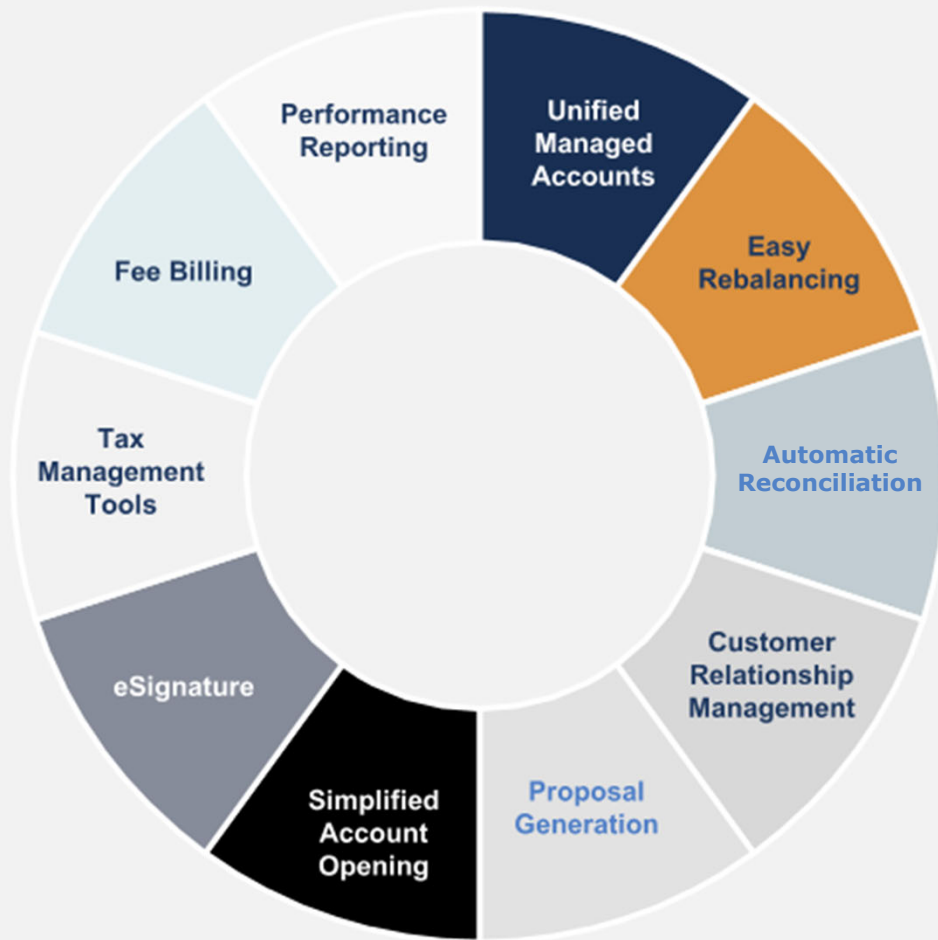 Performance
Reporting
Unified
Managed
Accounts
Easy
Rebalancing
Automatic
Reconciliation
Customer
Relationship
Management
Proposal
Generation
Simplified
Account
Opening
eSignature
Tax
Management
Tools
Fee Billing